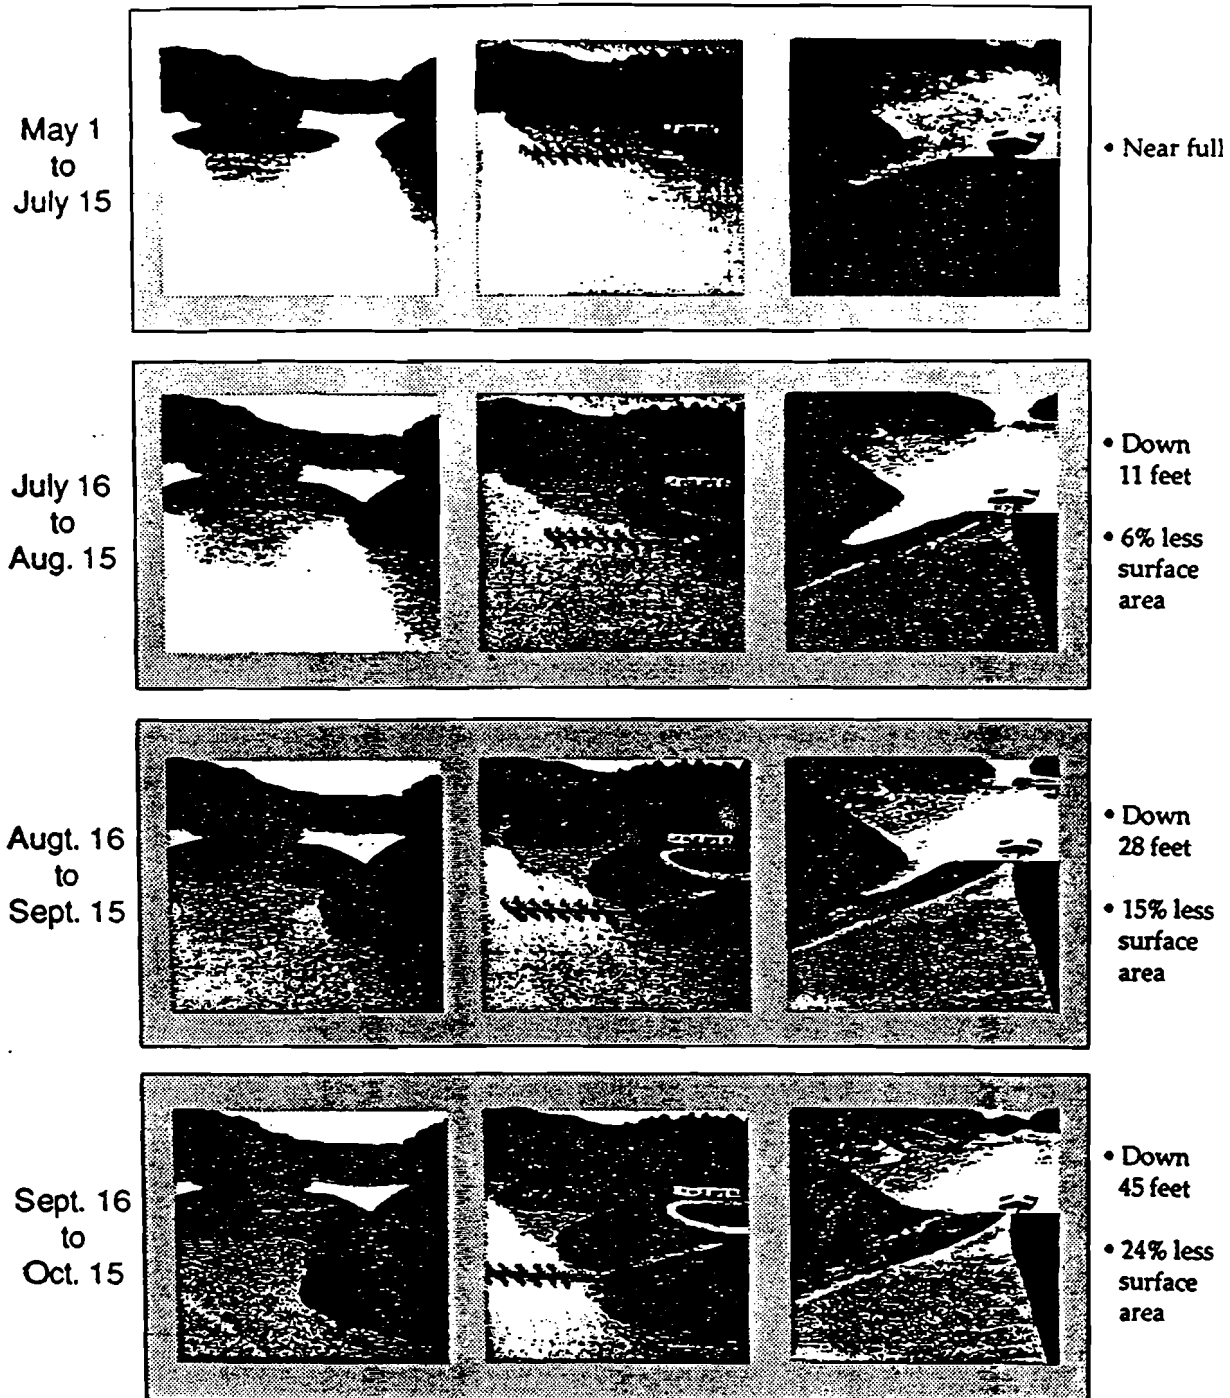 May 1
to
July 15
• Near full
July 16
to
Aug. 15
• Down
11 feet
• 6% less
surface
area
Augt. 16
to
Sept. 15
• Down
28 feet
• 15% less
surface
area
Sept. 16
to
Oct. 15
• Down
45 feet
• 24% less
surface
area